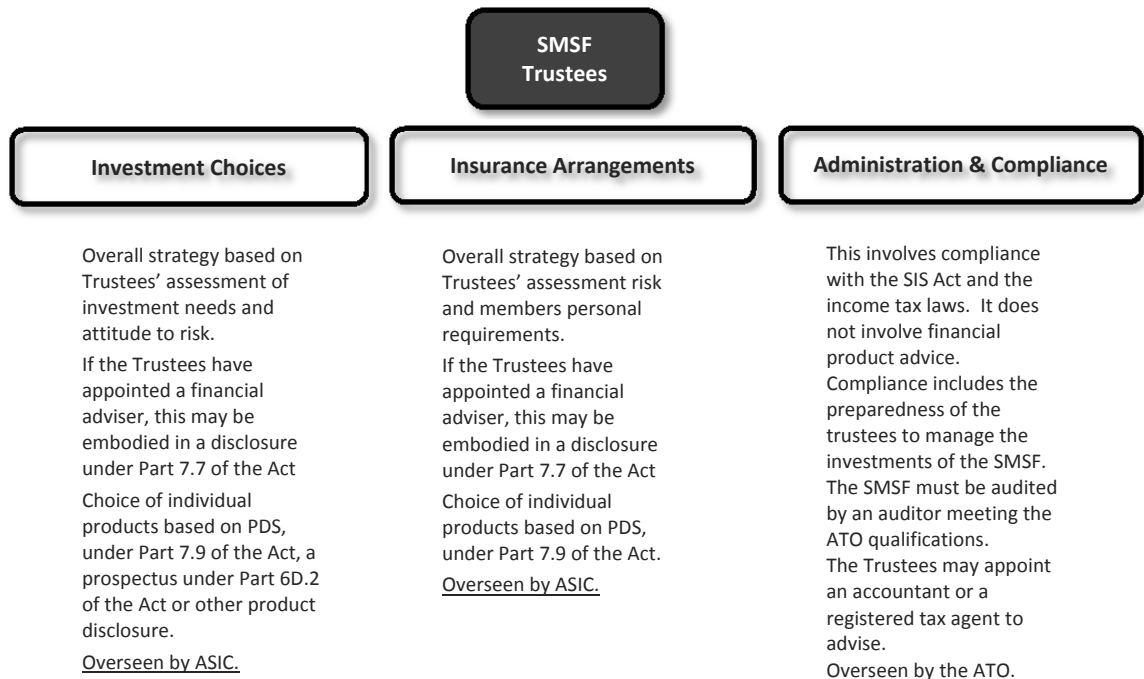 SMSF
Trustees
Investment Choices
Insurance Arrangements
Administration & Compliance
Overall strategy based on
Trustees’ assessment of
investment needs and
attitude to risk.
If the Trustees have
appointed a financial
adviser, this may be
embodied in a disclosure
under Part 7.7 of the Act
Choice of individual
products based on PDS,
under Part 7.9 of the Act, a
prospectus under Part 6D.2
of the Act or other product
disclosure.
Overseen by ASIC.
Overall strategy based on
Trustees’ assessment risk
and members personal
requirements.
If the Trustees have
appointed a financial
adviser, this may be
embodied in a disclosure
under Part 7.7 of the Act
Choice of individual
products based on PDS,
under Part 7.9 of the Act.
Overseen by ASIC.
This involves compliance
with the SIS Act and the
income tax laws. It does
not involve financial
product advice.
Compliance includes the
preparedness of the
trustees to manage the
investments of the SMSF.
The SMSF must be audited
by an auditor meeting the
ATO qualifications.
The Trustees may appoint
an accountant or a
registered tax agent to
advise.
Overseen by the ATO.